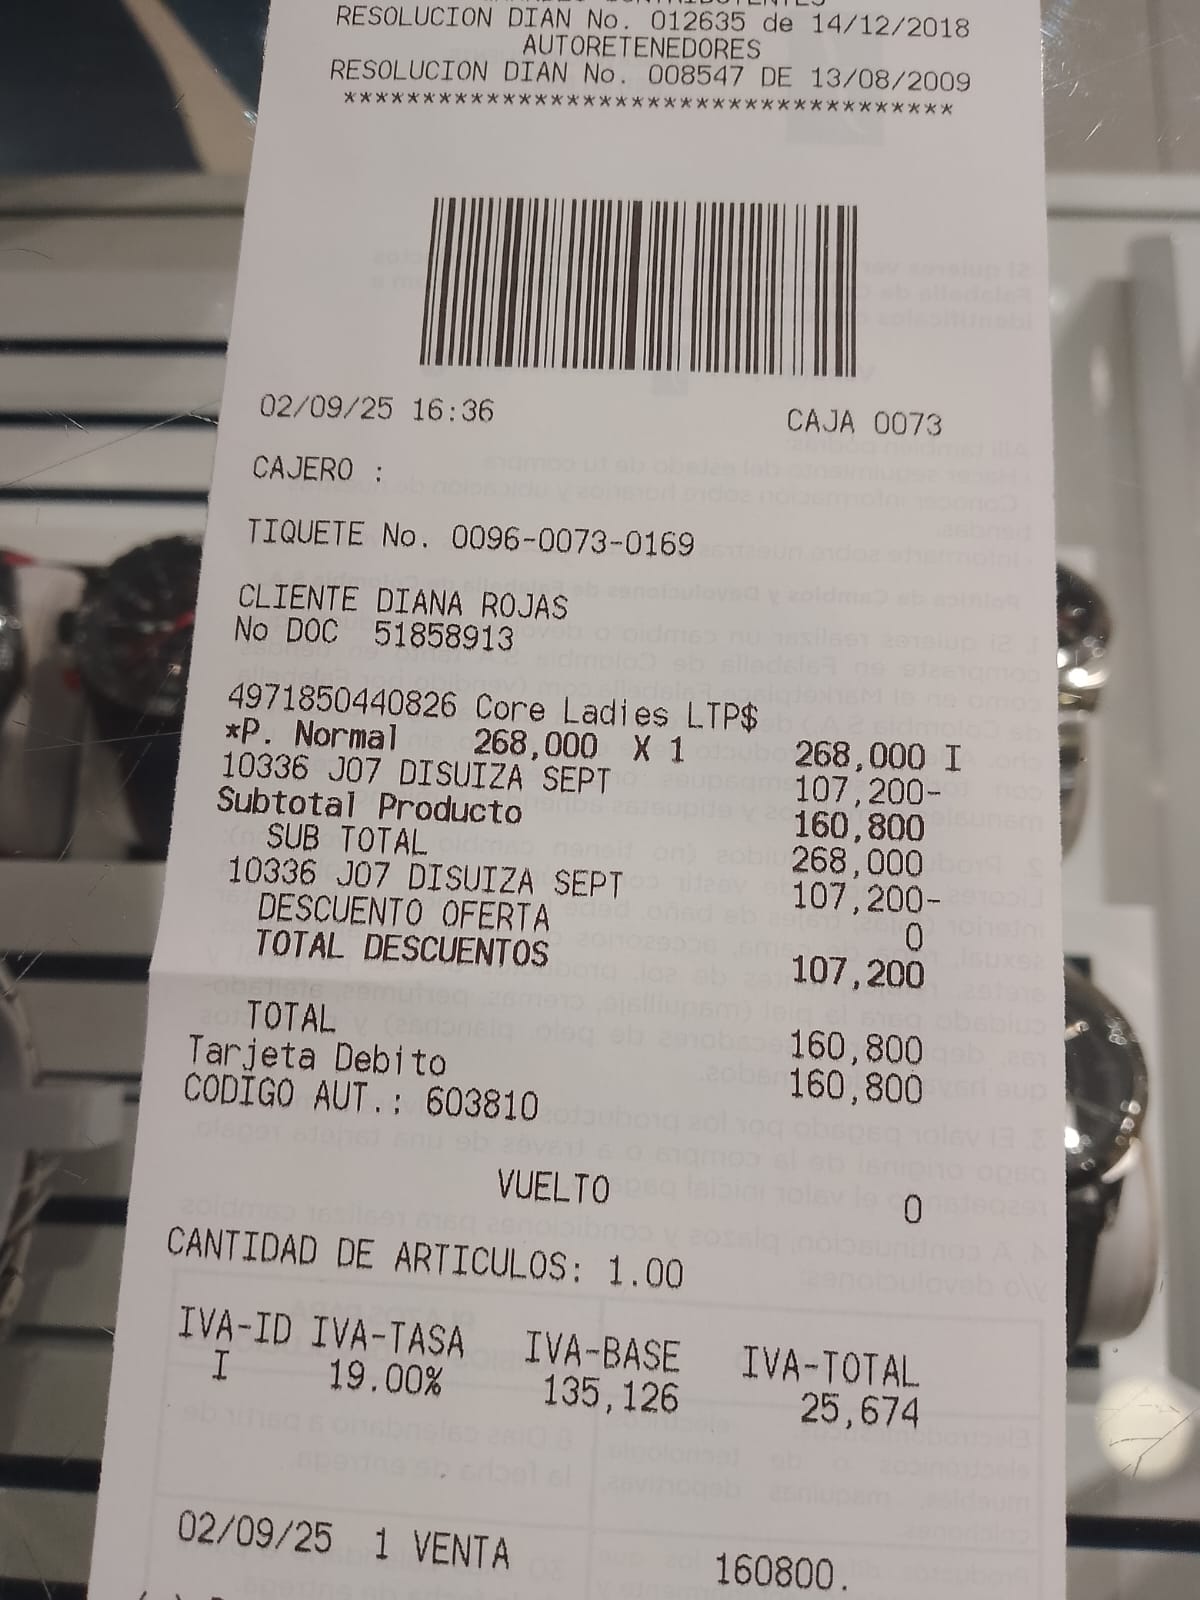 RESOLUCION DIAN No. 012635 de 14/12/2018
AUTORETENEDORES
RESOLUCION DIAN No. 008547 DE 13/08/2009
***************************************
02/09/25 16:36 CAJA 0073
CAJERO :
TIQUETE No. 0096-0073-0169
CLIENTE DIANA ROJAS
No DOC 51858913
4971850440826 Core Ladies LTP$
*P. Normal 268,000 X 1 268,000 I
10336 J07 DISUIZA SEPT 107,200-
Subtotal Producto 160,800
SUB TOTAL 268,000
10336 J07 DISUIZA SEPT 107,200-
DESCUENTO OFERTA 0
TOTAL DESCUENTOS 107,200
TOTAL 160,800
Tarjeta Debito 160,800
CODIGO AUT.: 603810
VUELTO 0
CANTIDAD DE ARTICULOS: 1.00
IVA-ID IVA-TASA IVA-BASE IVA-TOTAL
I 19.00% 135,126 25,674
02/09/25 1 VENTA 160800.